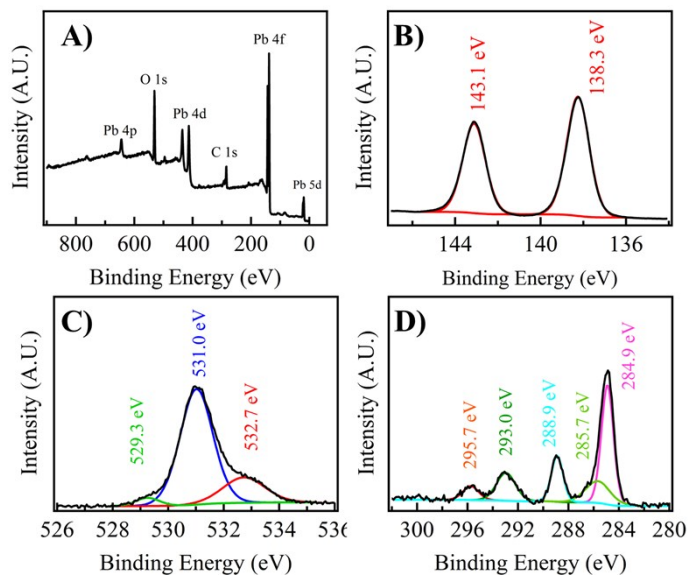 A)
Pb 4f
O 1s
Pb 4d
Pb 4p
C 1s
Pb 5d
Intensity (A.U.)
800 600 400 200 0
Binding Energy (eV)
B)
143.1 eV
138.3 eV
Intensity (A.U.)
144 140 136
Binding Energy (eV)
C)
529.3 eV
531.0 eV
532.7 eV
Intensity (A.U.)
526 528 530 532 534 536
Binding Energy (eV)
D)
295.7 eV
293.0 eV
288.9 eV
285.7 eV
284.9 eV
Intensity (A.U.)
300 296 292 288 284 280
Binding Energy (eV)